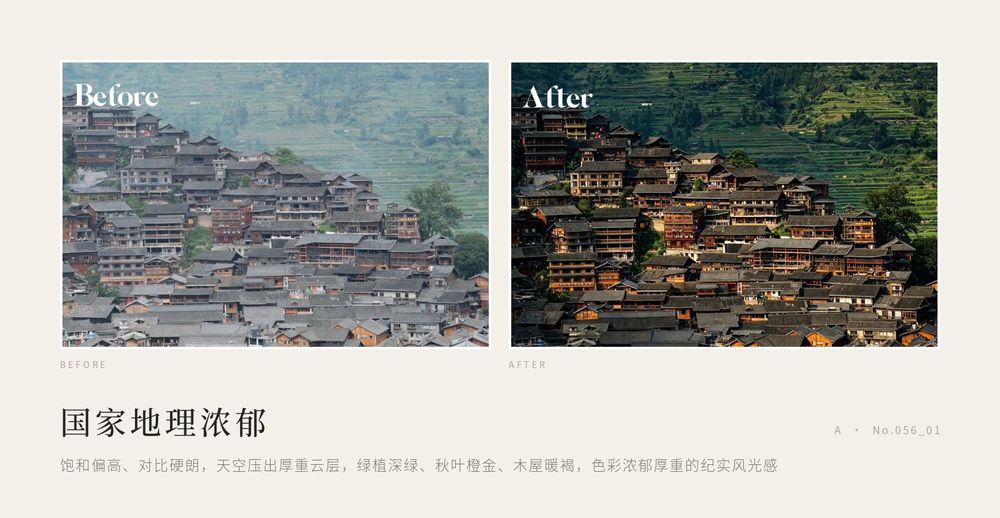 Before
After
BEFORE
AFTER
国家地理浓郁
A • No.056_01
饱和偏高、对比硬朗，天空压出厚重云层，绿植深绿、秋叶橙金、木屋暖褐，色彩浓郁厚重的纪实风光感